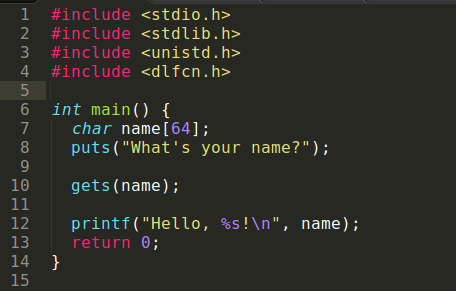 1 #include <stdio.h>
2 #include <stdlib.h>
3 #include <unistd.h>
4 #include <dlfcn.h>
5
6 int main() {
7   char name[64];
8   puts("What's your name?");
9
10   gets(name);
11
12   printf("Hello, %s!\n", name);
13   return 0;
14 }
15